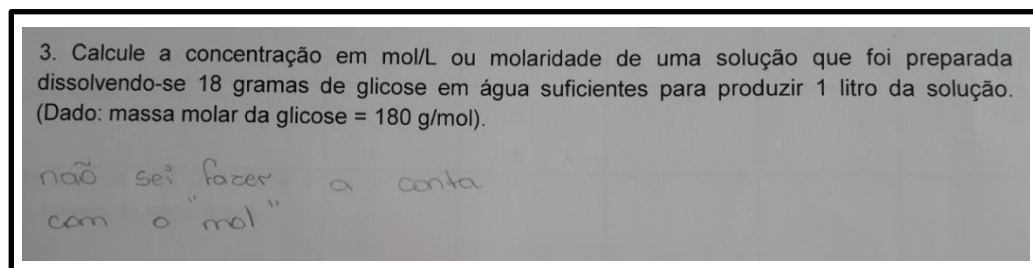 3. Calcule a concentração em mol/L ou molaridade de uma solução que foi preparada
dissolvendo-se 18 gramas de glicose em água suficientes para produzir 1 litro da solução.
(Dado: massa molar da glicose = 180 g/mol).
não sei fazer a conta
com o "mol"